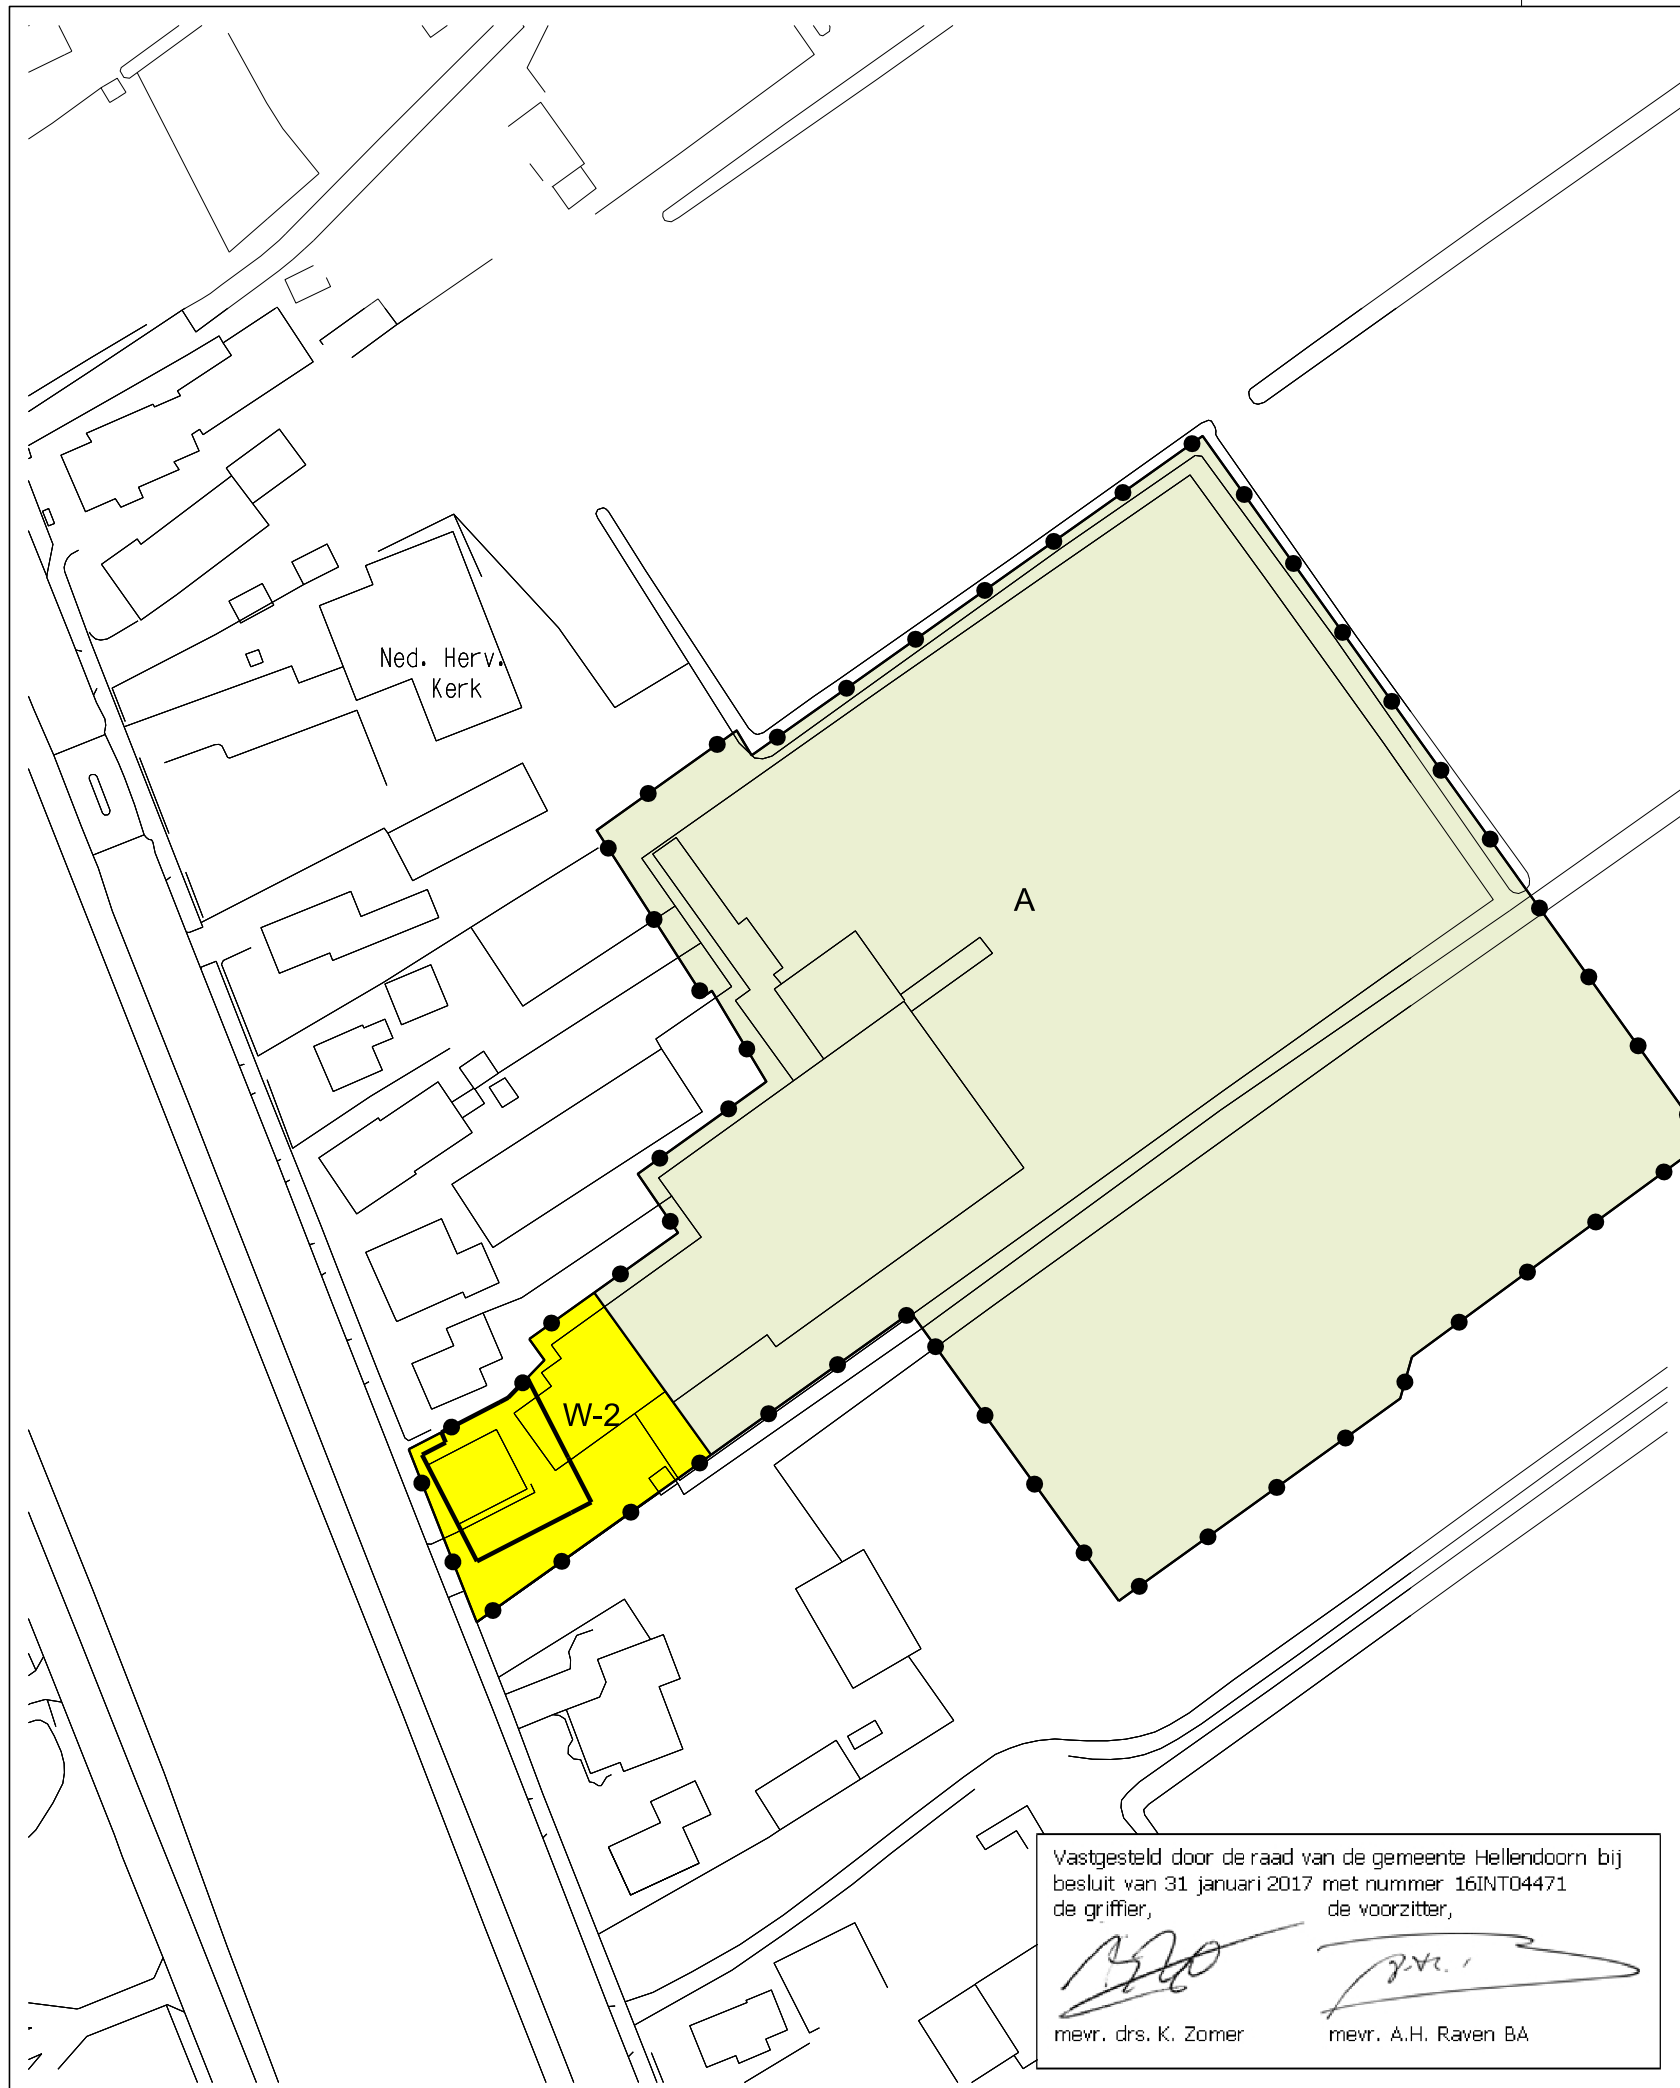 Ned. Herv.
Kerk
A
W-2
Vastgesteld door de raad van de gemeente Hellendoorn bij
besluit van 31 januari 2017 met nummer 16INT04471
de griffier, de voorzitter,
mevr. drs. K. Zomer mevr. A.H. Raven BA